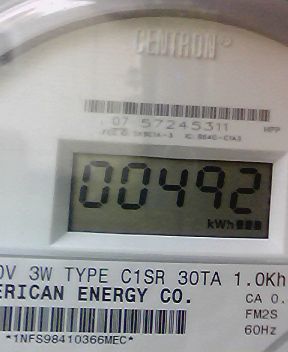 CENTRON®
07 57245311 HPP
00492
kWh
0V 3W TYPE C1SR 30TA 1.0Kh
ERICAN ENERGY CO. CA 0.
FM2S
60Hz
*1NFS98410366MEC*